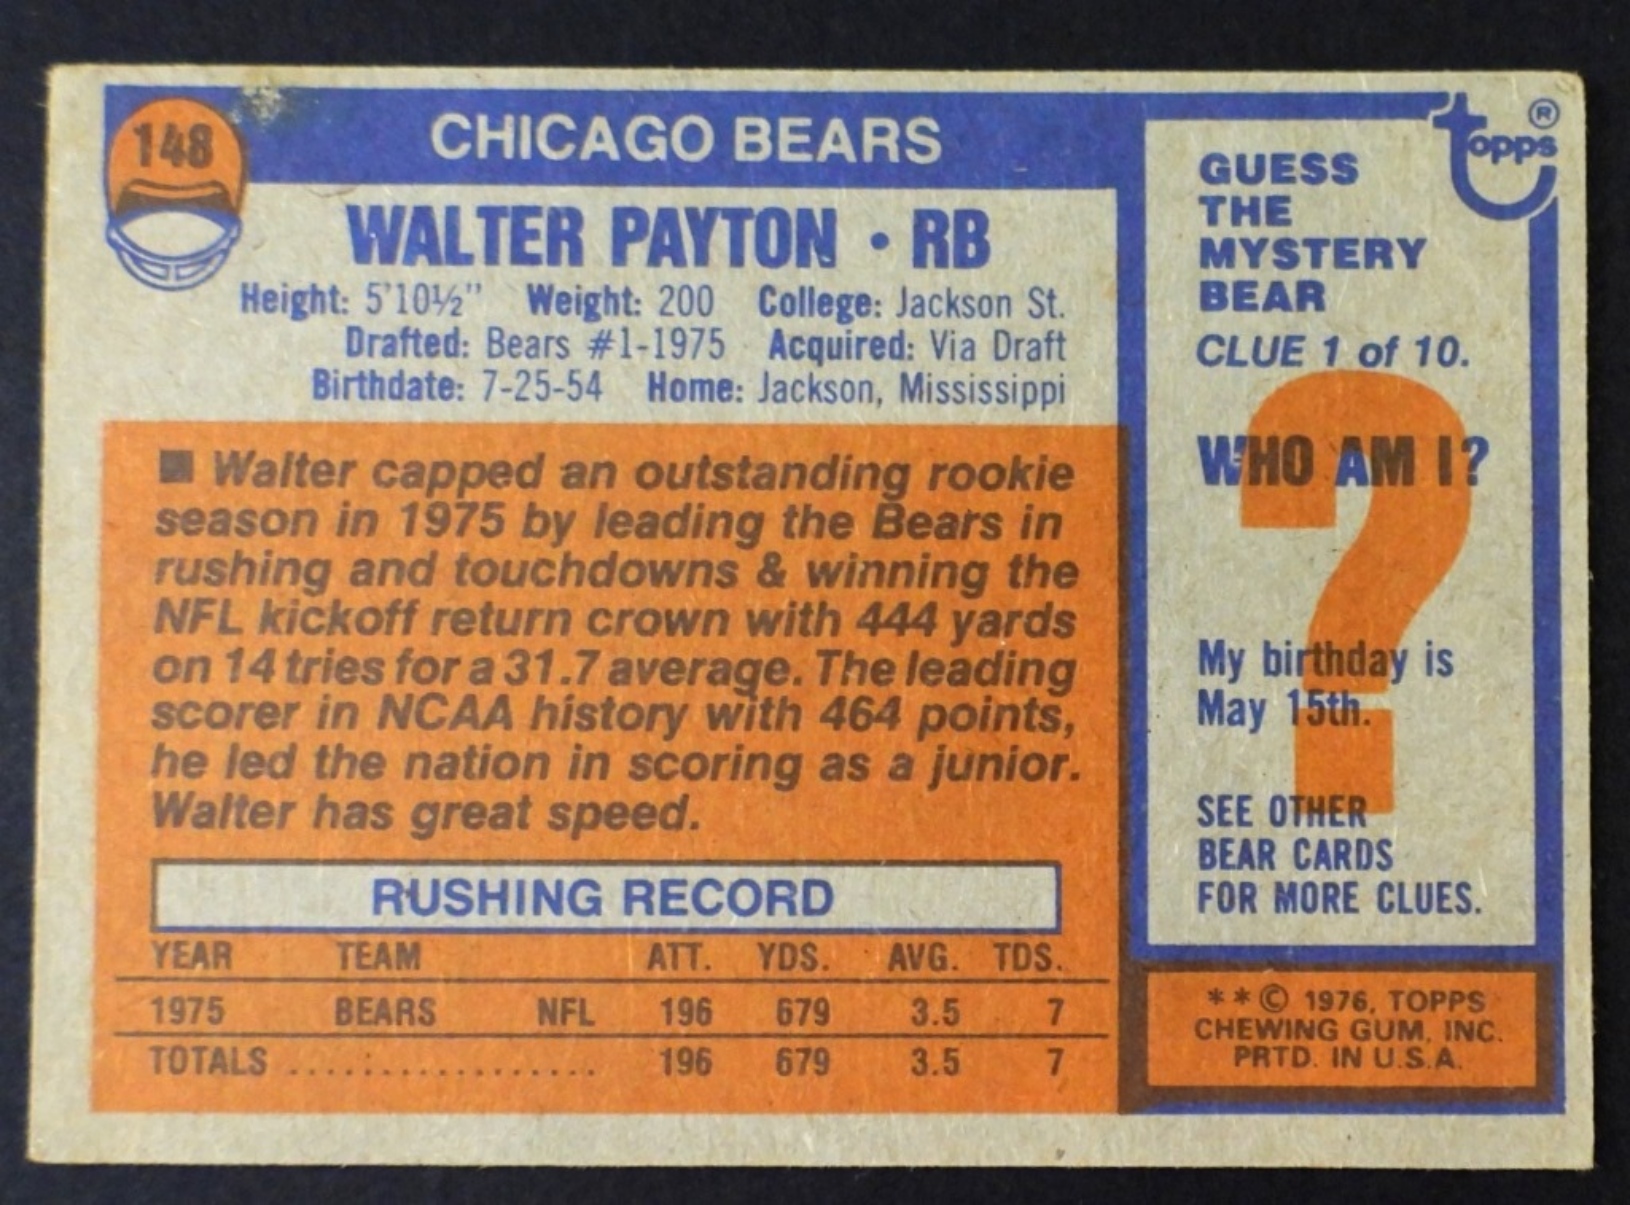 148
CHICAGO BEARS
WALTER PAYTON • RB
Height: 5'10½" Weight: 200 College: Jackson St.
Drafted: Bears #1-1975 Acquired: Via Draft
Birthdate: 7-25-54 Home: Jackson, Mississippi
■ Walter capped an outstanding rookie
season in 1975 by leading the Bears in
rushing and touchdowns & winning the
NFL kickoff return crown with 444 yards
on 14 tries for a 31.7 average. The leading
scorer in NCAA history with 464 points,
he led the nation in scoring as a junior.
Walter has great speed.
RUSHING RECORD
YEAR TEAM ATT. YDS. AVG. TDS.
1975 BEARS NFL 196 679 3.5 7
TOTALS .................. 196 679 3.5 7
topps®
GUESS
THE
MYSTERY
BEAR
CLUE 1 of 10.
?
WHO AM I?
My birthday is
May 15th.
SEE OTHER
BEAR CARDS
FOR MORE CLUES.
**© 1976, TOPPS
CHEWING GUM, INC.
PRTD. IN U.S.A.